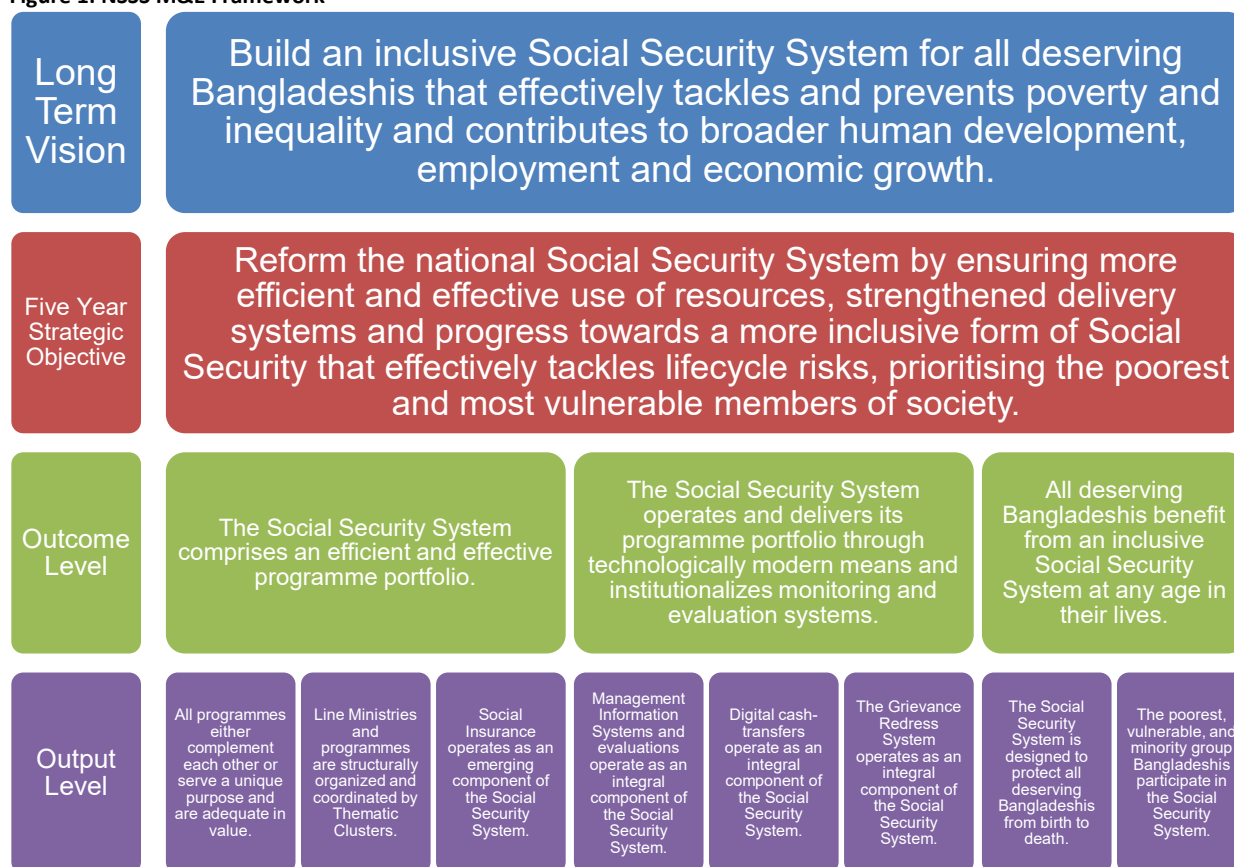 Long
Term
Vision
Build an inclusive Social Security System for all deserving
Bangladeshis that effectively tackles and prevents poverty and
inequality and contributes to broader human development,
employment and economic growth.
Five Year
Strategic
Objective
Reform the national Social Security System by ensuring more
efficient and effective use of resources, strengthened delivery
systems and progress towards a more inclusive form of Social
Security that effectively tackles lifecycle risks, prioritising the poorest
and most vulnerable members of society.
Outcome
Level
The Social Security System
comprises an efficient and effective
programme portfolio.
The Social Security System
operates and delivers its
programme portfolio through
technologically modern means and
institutionalizes monitoring and
evaluation systems.
All deserving
Bangladeshis benefit
from an inclusive
Social Security
System at any age in
their lives.
Output
Level
All programmes
either
complement
each other or
serve a unique
purpose and
are adequate in
value.
Line Ministries
and
programmes
are structurally
organized and
coordinated by
Thematic
Clusters.
Social
Insurance
operates as an
emerging
component of
the Social
Security
System.
Management
Information
Systems and
evaluations
operate as an
integral
component of
the Social
Security
System.
Digital cash-
transfers
operate as an
integral
component of
the Social
Security
System.
The Grievance
Redress
System
operates as an
integral
component of
the Social
Security
System.
The Social
Security
System is
designed to
protect all
deserving
Bangladeshis
from birth to
death.
The poorest,
vulnerable, and
minority group
Bangladeshis
participate in
the Social
Security
System.